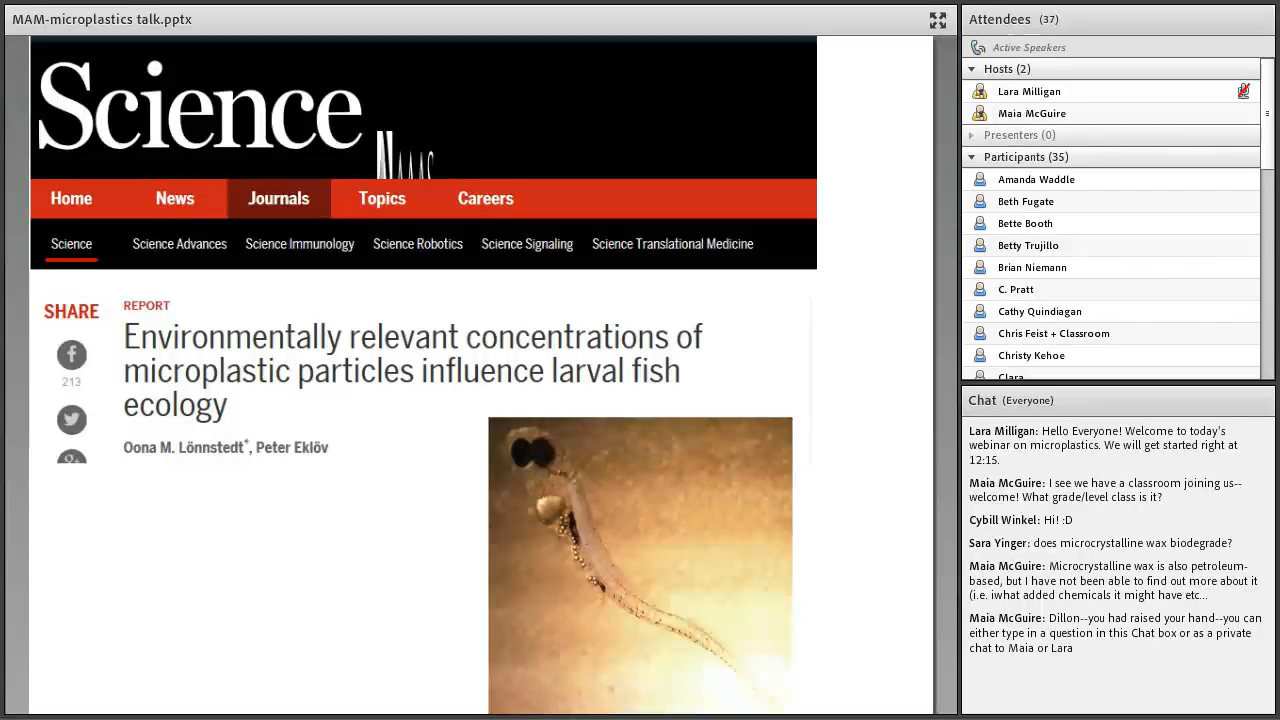 MAM-microplastics talk.pptx
Science
Home News Journals Topics Careers
Science Science Advances Science Immunology Science Robotics Science Signaling Science Translational Medicine
SHARE
213
REPORT
Environmentally relevant concentrations of
microplastic particles influence larval fish
ecology
Oona M. Lönnstedt*, Peter Eklöv
Attendees (37)
Active Speakers
Hosts (2)
Lara Milligan
Maia McGuire
Presenters (0)
Participants (35)
Amanda Waddle
Beth Fugate
Bette Booth
Betty Trujillo
Brian Niemann
C. Pratt
Cathy Quindiagan
Chris Feist + Classroom
Christy Kehoe
Clara
Chat (Everyone)
Lara Milligan: Hello Everyone! Welcome to today's
webinar on microplastics. We will get started right at
12:15.
Maia McGuire: I see we have a classroom joining us--
welcome! What grade/level class is it?
Cybill Winkel: Hi! :D
Sara Yinger: does microcrystalline wax biodegrade?
Maia McGuire: Microcrystalline wax is also petroleum-
based, but I have not been able to find out more about it
(i.e. iwhat added chemicals it might have etc...
Maia McGuire: Dillon--you had raised your hand--you can
either type in a question in this Chat box or as a private
chat to Maia or Lara